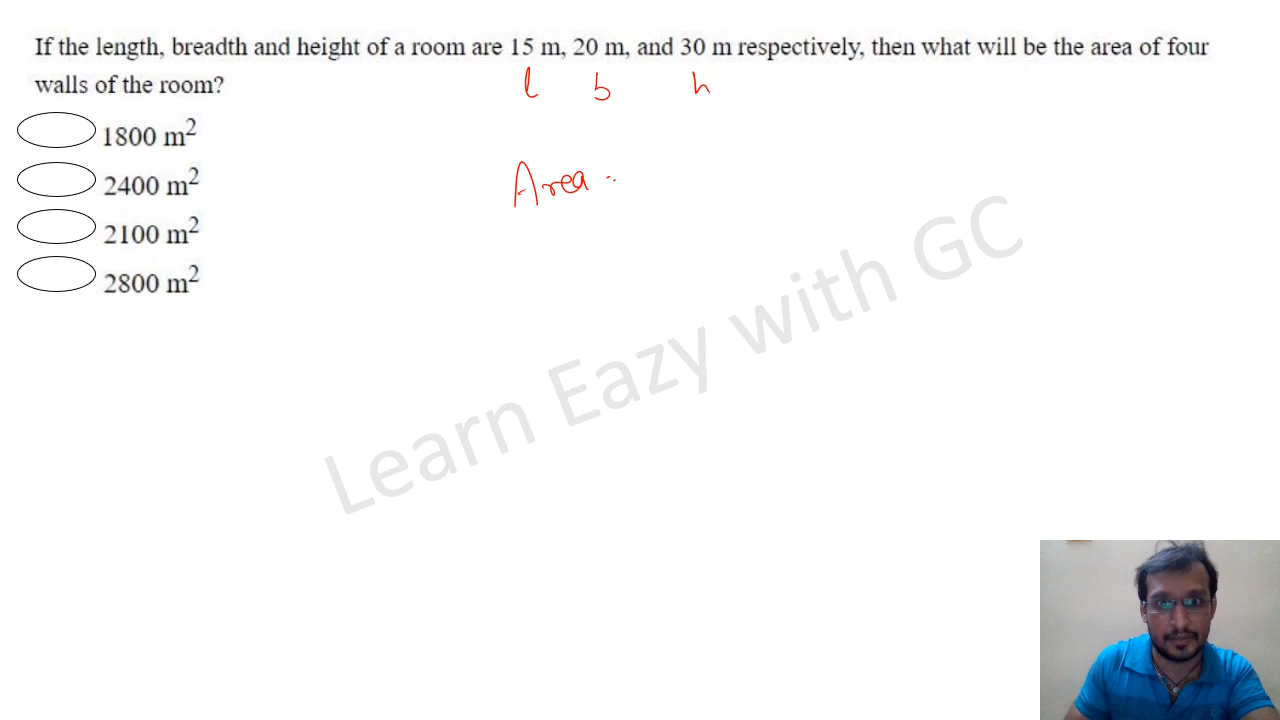 If the length, breadth and height of a room are 15 m, 20 m, and 30 m respectively, then what will be the area of four
walls of the room?
l b h
1800 m²
2400 m²
Area :
2100 m²
2800 m²
Learn Eazy with GC